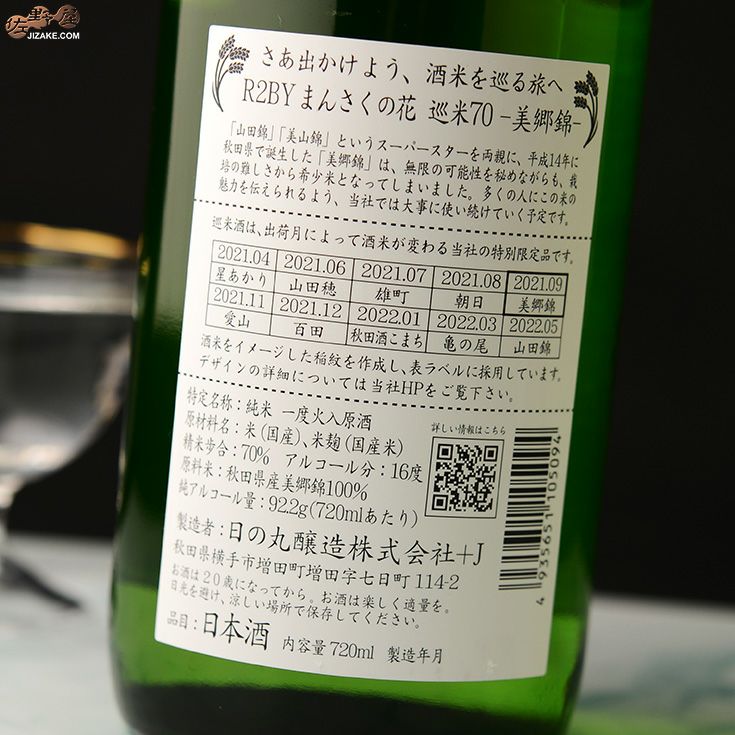 佐野屋
JIZAKE.COM
さあ出かけよう、酒米を巡る旅へ
R2BY まんさくの花 巡米70 −美郷錦−
「山田錦」「美山錦」というスーパースターを両親に、平成14年に
秋田県で誕生した「美郷錦」は、無限の可能性を秘めながらも、栽
培の難しさから希少米となってしまいました。多くの人にこの米の
魅力を伝えられるよう、当社では大事に使い続けていく予定です。
巡米酒は、出荷月によって酒米が変わる当社の特別限定品です。
2021.04 2021.06 2021.07 2021.08 2021.09
星あかり 山田穂 雄町 朝日 美郷錦
2021.11 2021.12 2022.01 2022.03 2022.05
愛山 百田 秋田酒こまち 亀の尾 山田錦
酒米をイメージした稲紋を作成し、表ラベルに採用しています。
デザインの詳細については当社HPをご覧下さい。
特定名称：純米 一度火入原酒
原材料名：米（国産）、米麹（国産米）
精米歩合：70% アルコール分：16度
原料米：秋田県産美郷錦100%
純アルコール量：92.2g(720mlあたり)
詳しい情報はこちら
4 935651 105094
製造者：日の丸醸造株式会社+J
秋田県横手市増田町増田字七日町 114-2
お酒は20歳になってから。お酒は楽しく適量を。
日光を避け、涼しい場所で保存してください。
品目：日本酒 内容量720ml 製造年月